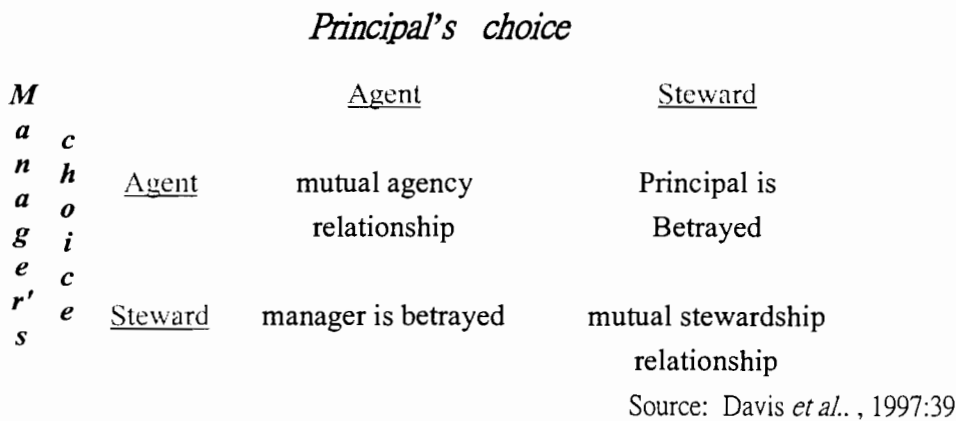 Principal's choice
Manager's choice
Agent Steward
Agent mutual agency Principal is
relationship Betrayed
Steward manager is betrayed mutual stewardship
relationship
Source: Davis et al.. , 1997:39